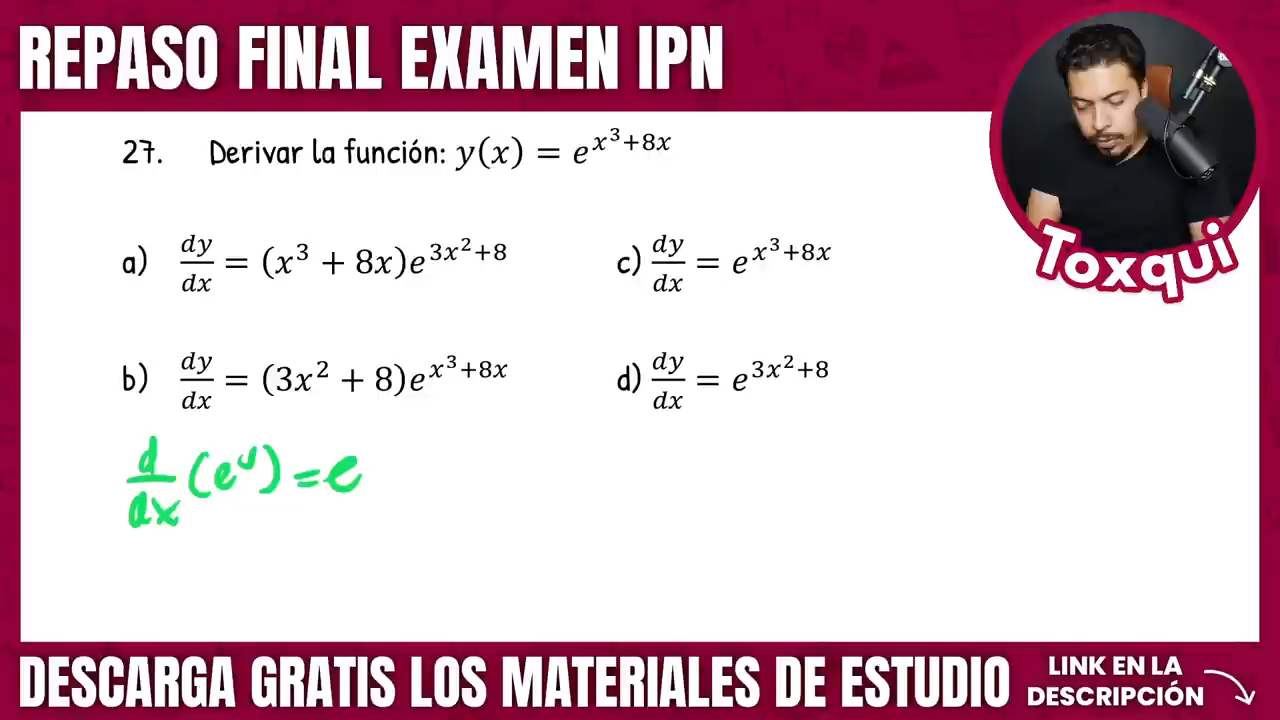 REPASO FINAL EXAMEN IPN
27. Derivar la función: y(x) = e^{x^3+8x}
a) dy/dx = (x^3 + 8x)e^{3x^2+8}
c) dy/dx = e^{x^3+8x}
b) dy/dx = (3x^2 + 8)e^{x^3+8x}
d) dy/dx = e^{3x^2+8}
d/dx (e^v) = e
Toxqui
DESCARGA GRATIS LOS MATERIALES DE ESTUDIO
LINK EN LA
DESCRIPCIÓN